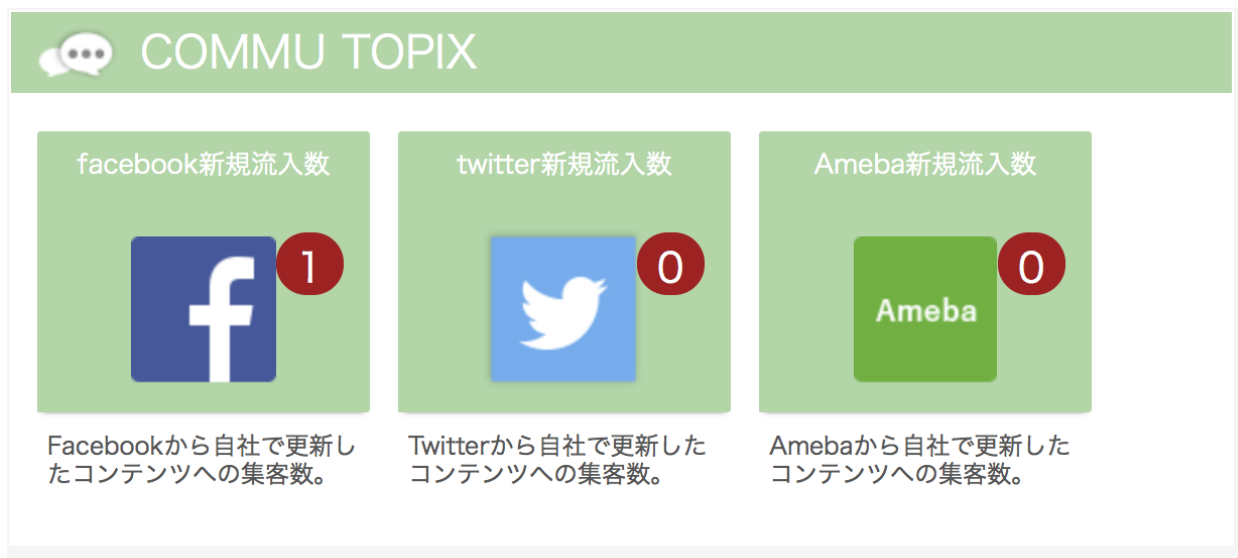 COMMU TOPIX
facebook新規流入数
1
Facebookから自社で更新し
たコンテンツへの集客数。
twitter新規流入数
0
Twitterから自社で更新した
コンテンツへの集客数。
Ameba新規流入数
Ameba
0
Amebaから自社で更新した
コンテンツへの集客数。